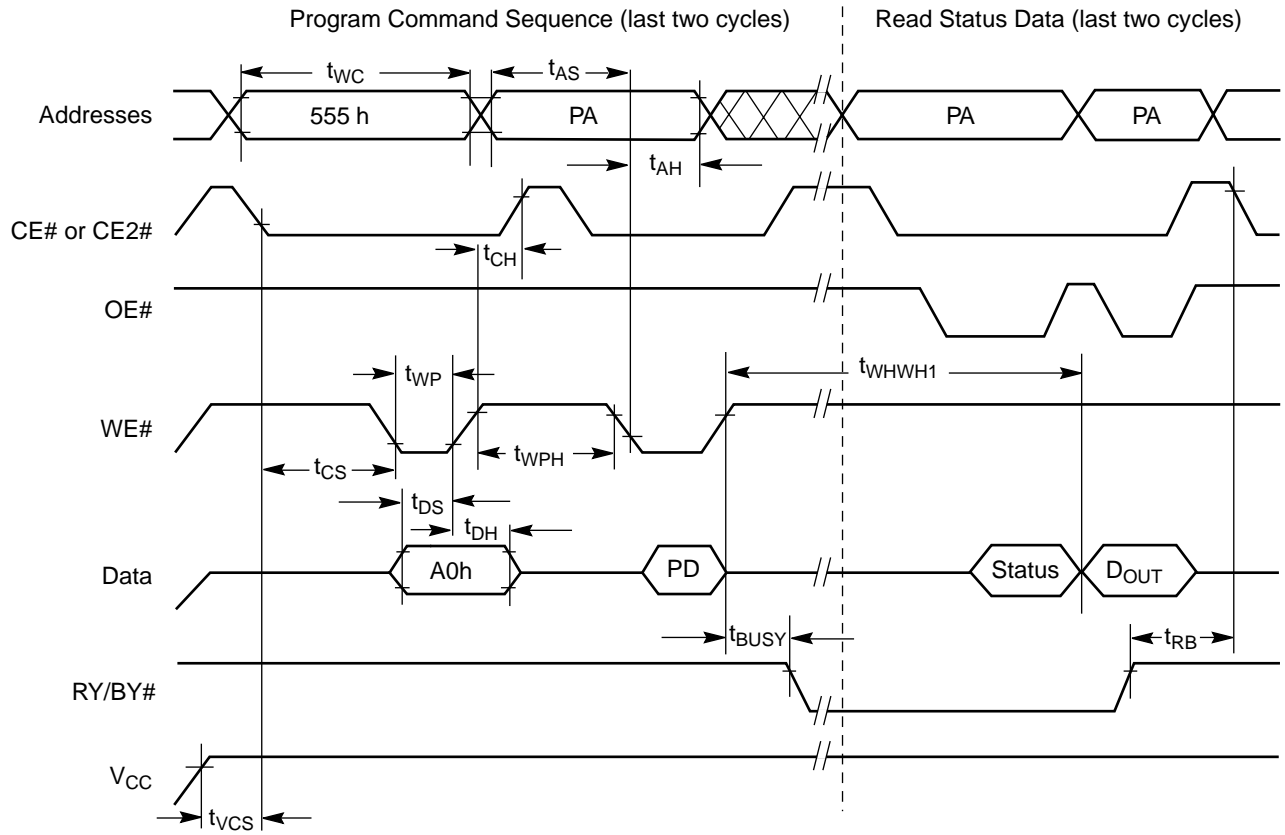 Program Command Sequence (last two cycles) Read Status Data (last two cycles)
tWC tAS
Addresses 555 h PA PA PA
tAH
CE# or CE2#
tCH
OE#
tWP tWHWH1
WE#
tCS tWPH
tDS
tDH
Data A0h PD Status DOUT
tBUSY tRB
RY/BY#
VCC
tVCS